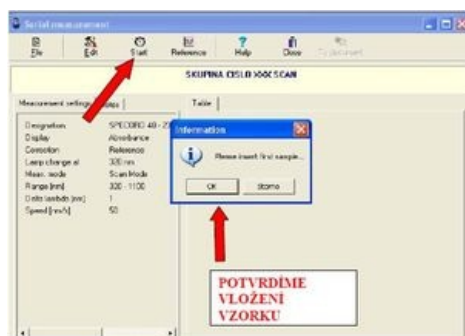 Serial measurement
File Edit Start Reference Help Close
SKUPINA CISLO XXX SCAN
Measurement settings
Table
Designation SPECORD 40 - 2
Display Absorbance
Correction Reference
Lamp change at 320 nm
Meas. mode Scan Mode
Range [nm] 320 - 1100
Delta lambda [nm] 1
Speed [nm/s] 50
Information
Please insert first sample...
OK Storno
POTVRDÍME
VLOŽENÍ
VZORKU